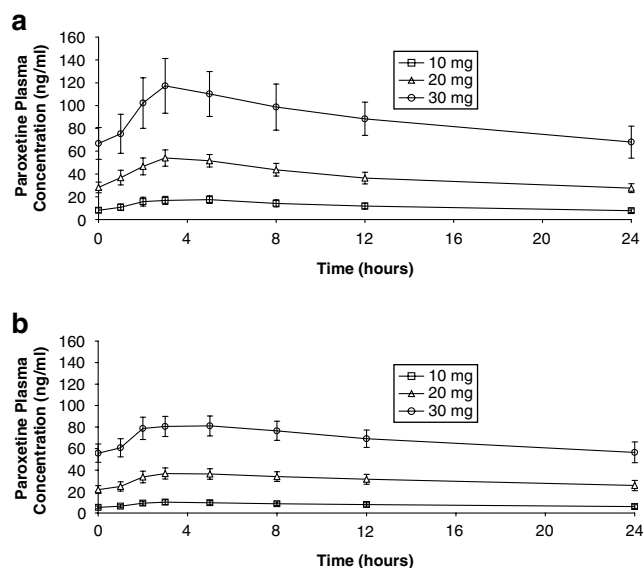 a
Paroxetine Plasma
Concentration (ng/ml)
160
140
120
100
80
60
40
20
0
10 mg
20 mg
30 mg
0 4 8 12 16 20 24
Time (hours)
b
Paroxetine Plasma
Concentration (ng/ml)
160
140
120
100
80
60
40
20
0
10 mg
20 mg
30 mg
0 4 8 12 16 20 24
Time (hours)